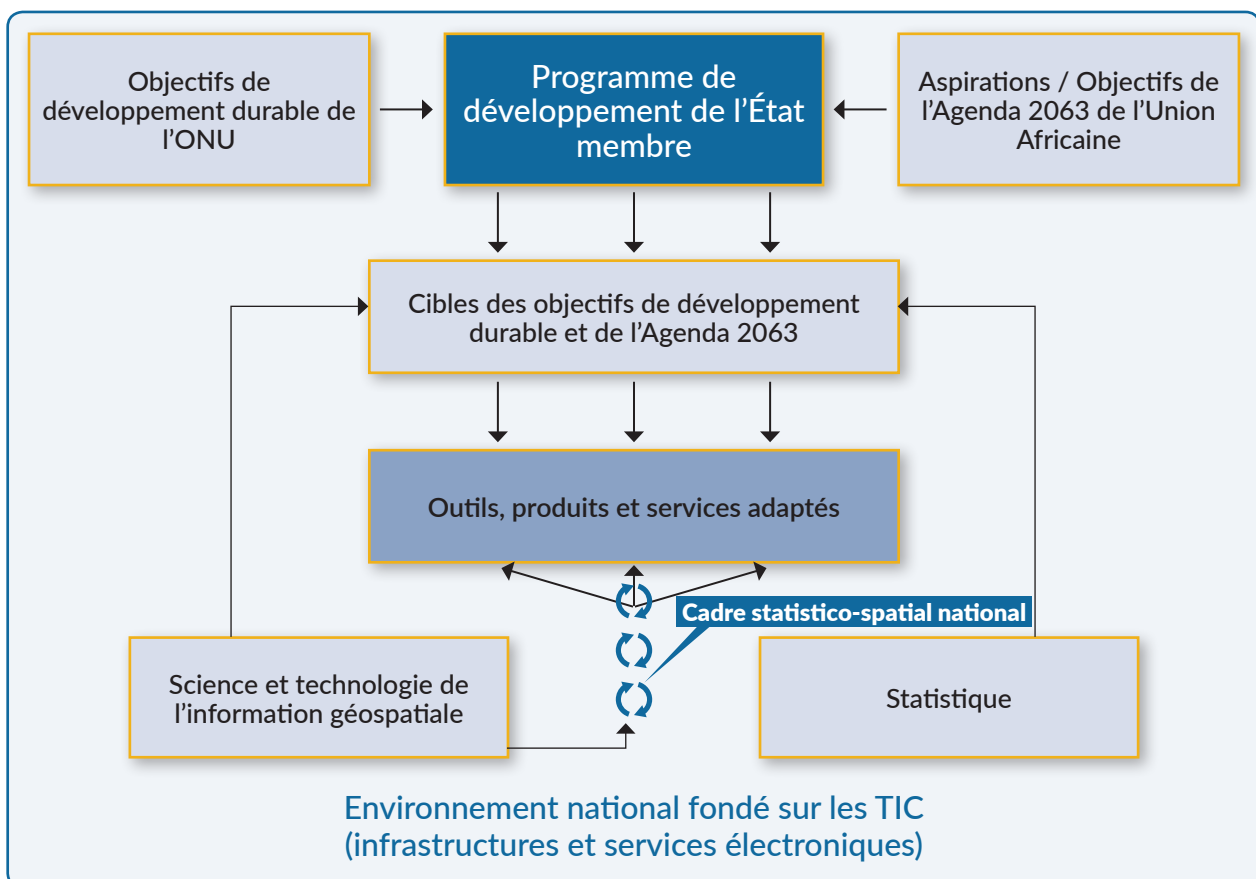 Objectifs de
développement durable de
l'ONU
Programme de
développement de l'État
membre
Aspirations / Objectifs de
l'Agenda 2063 de l'Union
Africaine
Cibles des objectifs de développement
durable et de l'Agenda 2063
Outils, produits et services adaptés
Cadre statistico-spatial national
Science et technologie de
l'information géospatiale
Statistique
Environnement national fondé sur les TIC
(infrastructures et services électroniques)